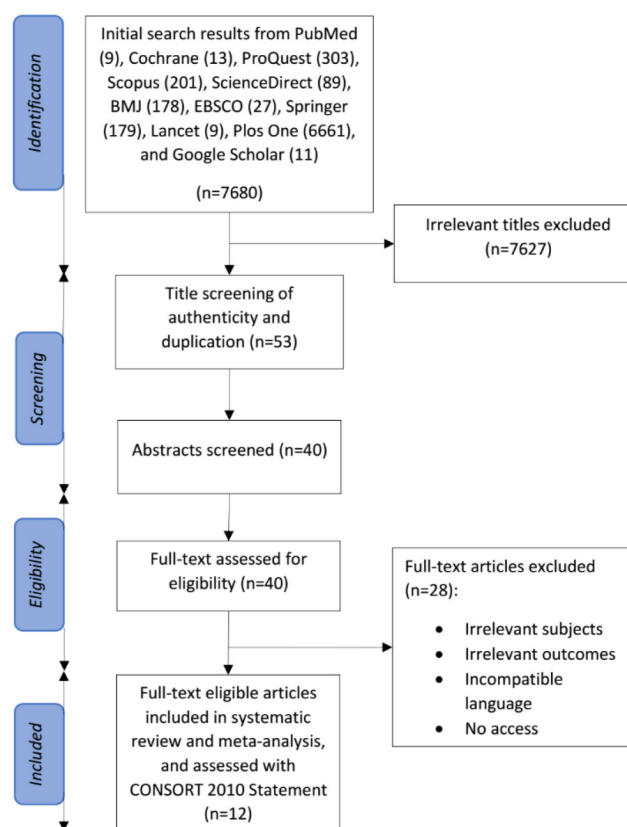 Identification
Initial search results from PubMed
(9), Cochrane (13), ProQuest (303),
Scopus (201), ScienceDirect (89),
BMJ (178), EBSCO (27), Springer
(179), Lancet (9), Plos One (6661),
and Google Scholar (11)
(n=7680)
Irrelevant titles excluded
(n=7627)
Screening
Title screening of
authenticity and
duplication (n=53)
Abstracts screened (n=40)
Eligibility
Full-text assessed for
eligibility (n=40)
Full-text articles excluded
(n=28):
• Irrelevant subjects
• Irrelevant outcomes
• Incompatible
language
• No access
Included
Full-text eligible articles
included in systematic
review and meta-analysis,
and assessed with
CONSORT 2010 Statement
(n=12)